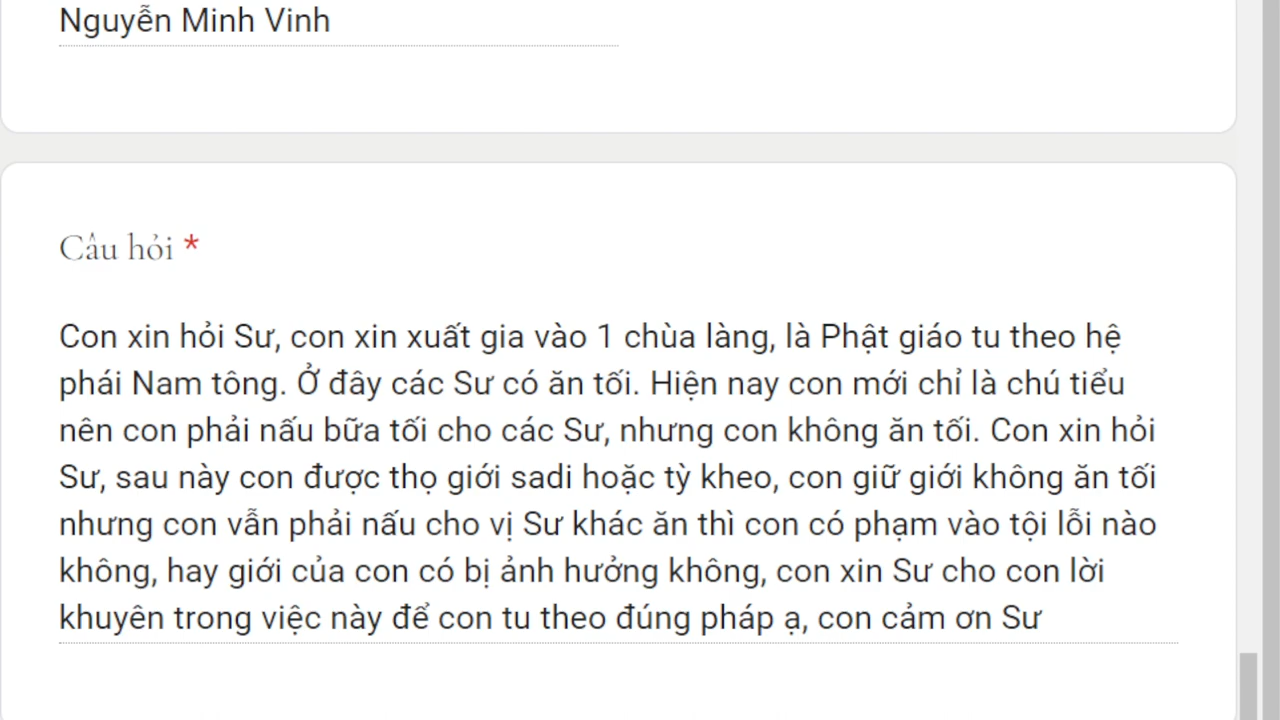 Nguyễn Minh Vinh
Câu hỏi *
Con xin hỏi Sư, con xin xuất gia vào 1 chùa làng, là Phật giáo tu theo hệ
phái Nam tông. Ở đây các Sư có ăn tối. Hiện nay con mới chỉ là chú tiểu
nên con phải nấu bữa tối cho các Sư, nhưng con không ăn tối. Con xin hỏi
Sư, sau này con được thọ giới sadi hoặc tỳ kheo, con giữ giới không ăn tối
nhưng con vẫn phải nấu cho vị Sư khác ăn thì con có phạm vào tội lỗi nào
không, hay giới của con có bị ảnh hưởng không, con xin Sư cho con lời
khuyên trong việc này để con tu theo đúng pháp ạ, con cảm ơn Sư